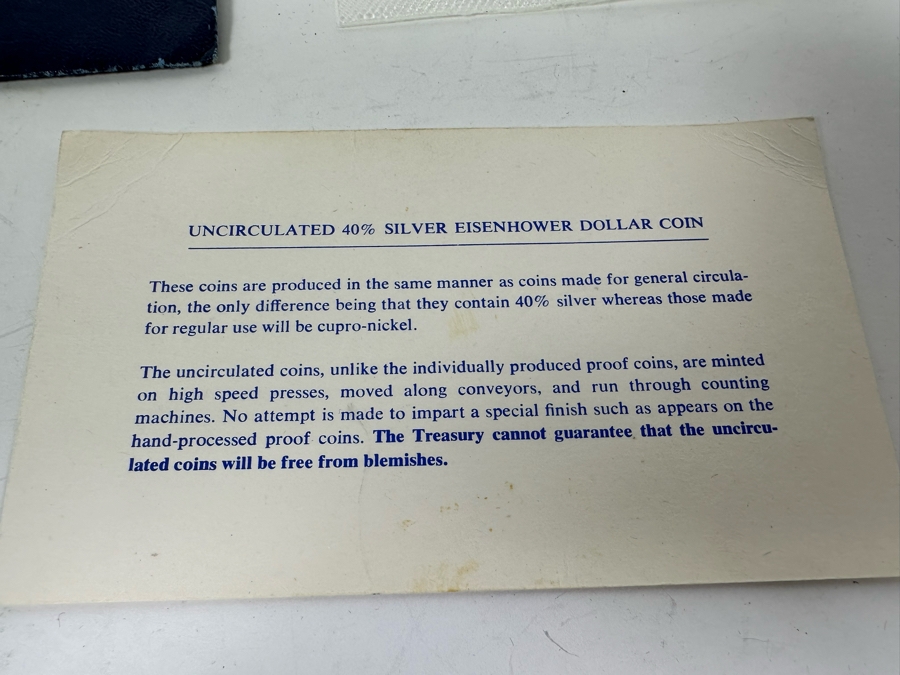 UNCIRCULATED 40% SILVER EISENHOWER DOLLAR COIN
These coins are produced in the same manner as coins made for general circula-
tion, the only difference being that they contain 40% silver whereas those made
for regular use will be cupro-nickel.
The uncirculated coins, unlike the individually produced proof coins, are minted
on high speed presses, moved along conveyors, and run through counting
machines. No attempt is made to impart a special finish such as appears on the
hand-processed proof coins. The Treasury cannot guarantee that the uncircu-
lated coins will be free from blemishes.